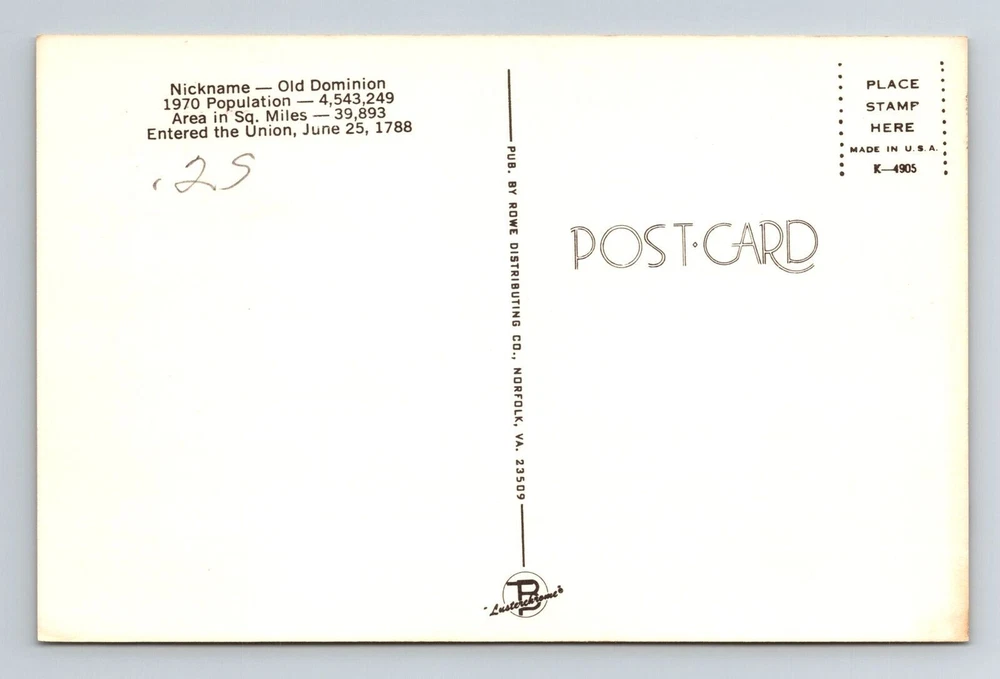 Nickname — Old Dominion
1970 Population — 4,543,249
Area in Sq. Miles — 39,893
Entered the Union, June 25, 1788
.25
PUB. BY ROWE DISTRIBUTING CO., NORFOLK, VA. 23509
"Lusterchrome"
POST·CARD
PLACE
STAMP
HERE
MADE IN U.S.A.
K—4905